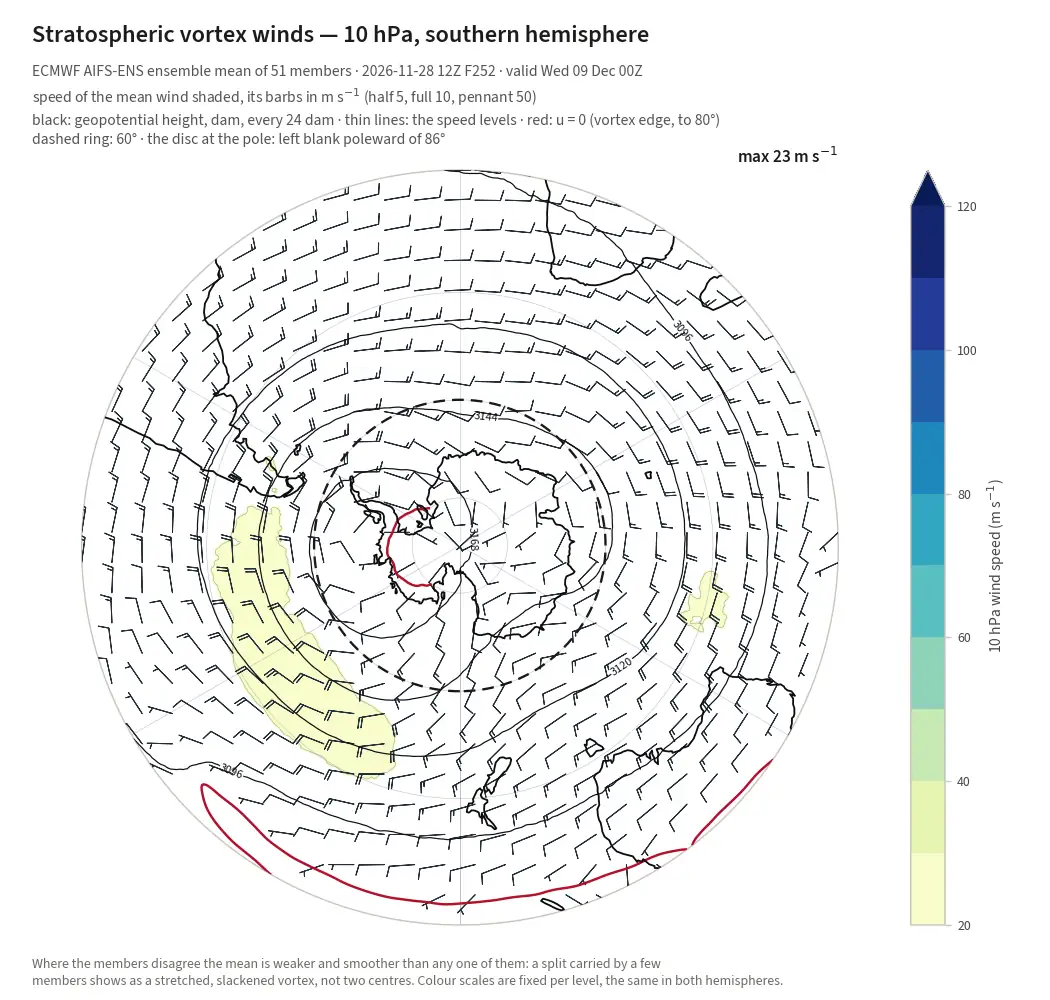 Stratospheric vortex winds — 10 hPa, southern hemisphere
ECMWF AIFS-ENS ensemble mean of 51 members · 2026-11-28 12Z F252 · valid Wed 09 Dec 00Z
speed of the mean wind shaded, its barbs in m s⁻¹ (half 5, full 10, pennant 50)
black: geopotential height, dam, every 24 dam · thin lines: the speed levels · red: u = 0 (vortex edge, to 80°)
dashed ring: 60° · the disc at the pole: left blank poleward of 86°
max 23 m s⁻¹
120
100
80
60
40
20
10 hPa wind speed (m s⁻¹)
3096
3144
3168
3120
3096
Where the members disagree the mean is weaker and smoother than any one of them: a split carried by a few
members shows as a stretched, slackened vortex, not two centres. Colour scales are fixed per level, the same in both hemispheres.